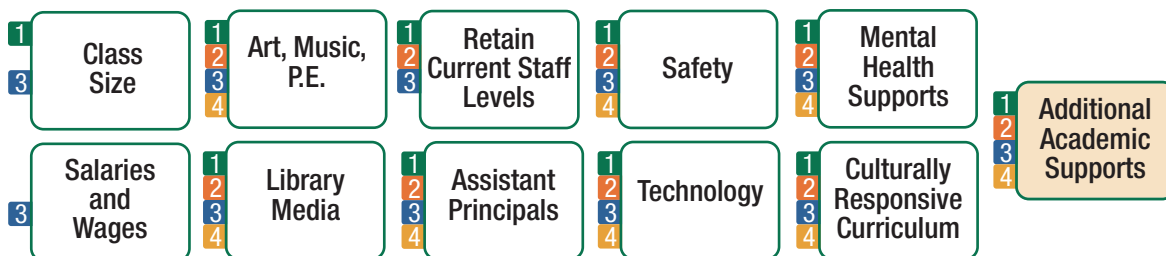 1
3
Class
Size
1
2
3
4
Art, Music,
P.E.
1
2
3
Retain
Current Staff
Levels
1
2
3
4
Safety
1
2
3
4
Mental
Health
Supports
3
Salaries
and
Wages
1
2
3
4
Library
Media
1
2
3
4
Assistant
Principals
1
2
3
4
Technology
1
2
3
4
Culturally
Responsive
Curriculum
1
2
3
4
Additional
Academic
Supports